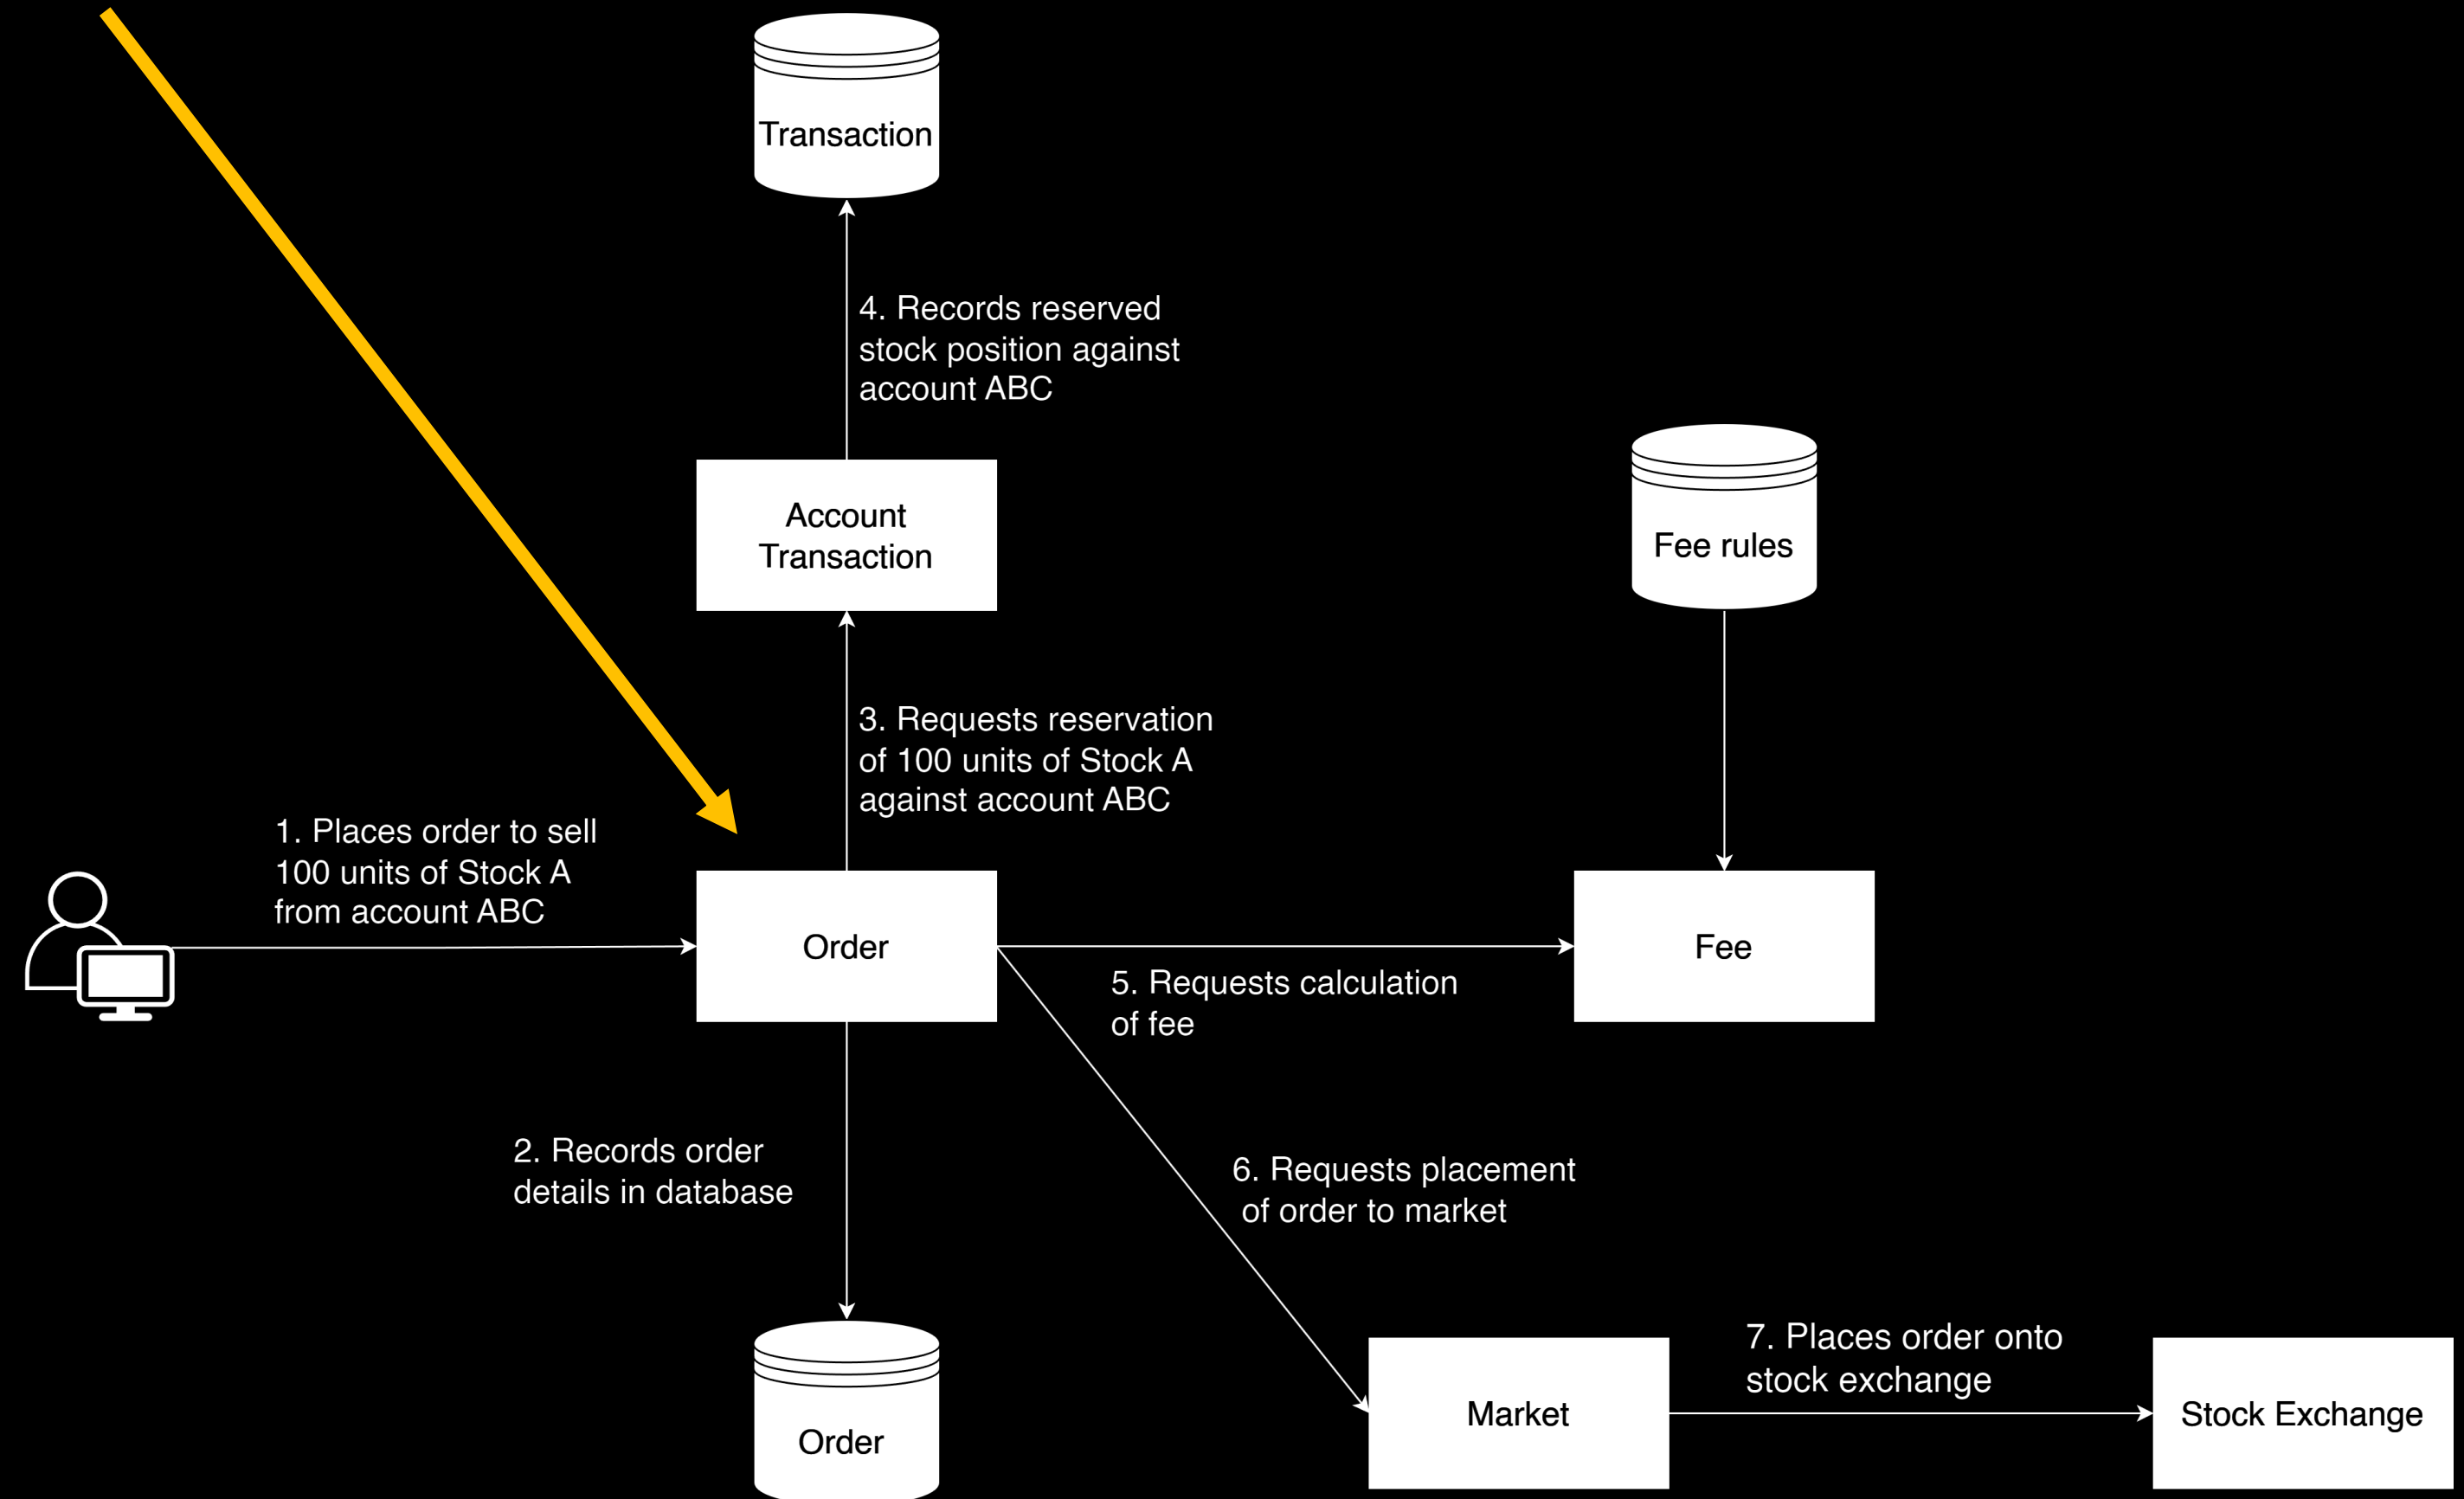 Transaction
4. Records reserved
stock position against
account ABC
Account
Transaction
Fee rules
3. Requests reservation
of 100 units of Stock A
against account ABC
1. Places order to sell
100 units of Stock A
from account ABC
Order
Fee
5. Requests calculation
of fee
2. Records order
details in database
6. Requests placement
of order to market
7. Places order onto
stock exchange
Market
Stock Exchange
Order